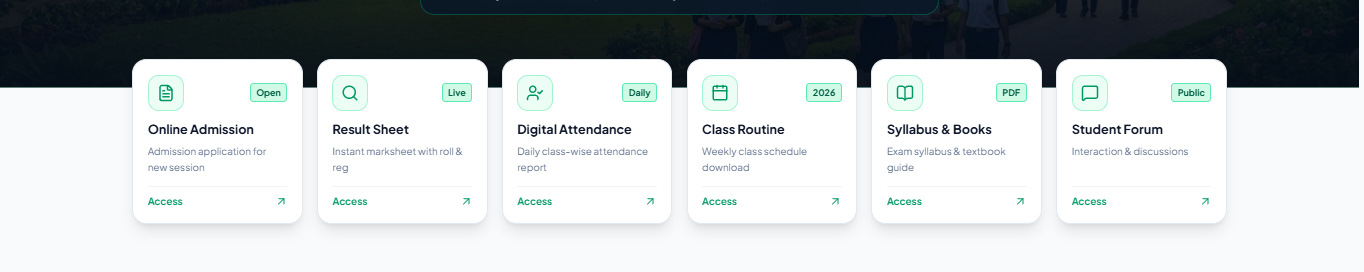 Open
Online Admission
Admission application for
new session
Access
Live
Result Sheet
Instant marksheet with roll &
reg
Access
Daily
Digital Attendance
Daily class-wise attendance
report
Access
2026
Class Routine
Weekly class schedule
download
Access
PDF
Syllabus & Books
Exam syllabus & textbook
guide
Access
Public
Student Forum
Interaction & discussions
Access